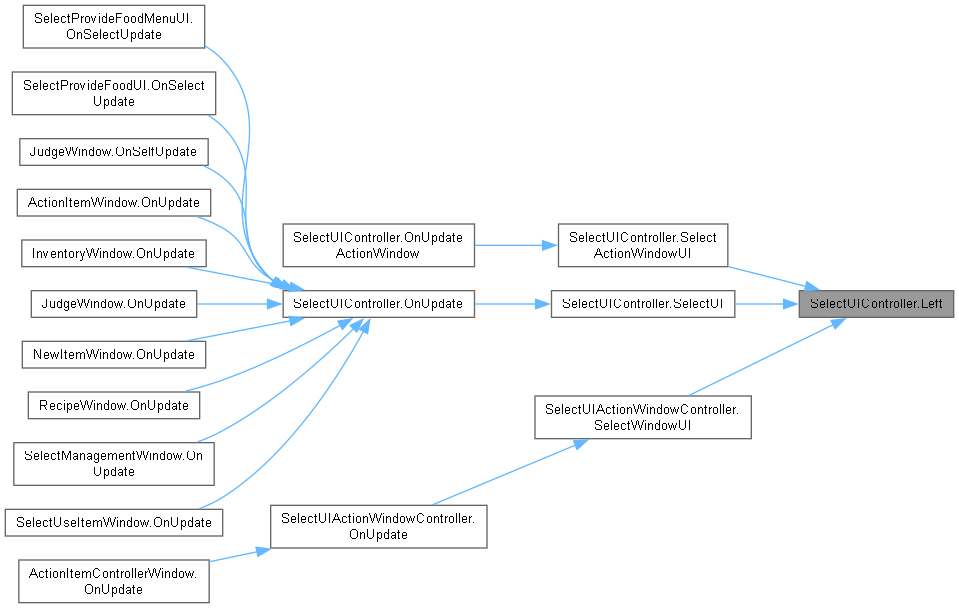 SelectProvideFoodMenuUI.
OnSelectUpdate
SelectProvideFoodUI.OnSelect
Update
JudgeWindow.OnSelfUpdate
ActionItemWindow.OnUpdate
InventoryWindow.OnUpdate
JudgeWindow.OnUpdate
NewItemWindow.OnUpdate
RecipeWindow.OnUpdate
SelectManagementWindow.On
Update
SelectUseItemWindow.OnUpdate
ActionItemControllerWindow.
OnUpdate
SelectUIController.OnUpdate
ActionWindow
SelectUIController.OnUpdate
SelectUIActionWindowController.
OnUpdate
SelectUIController.Select
ActionWindowUI
SelectUIController.SelectUI
SelectUIActionWindowController.
SelectWindowUI
SelectUIController.Left